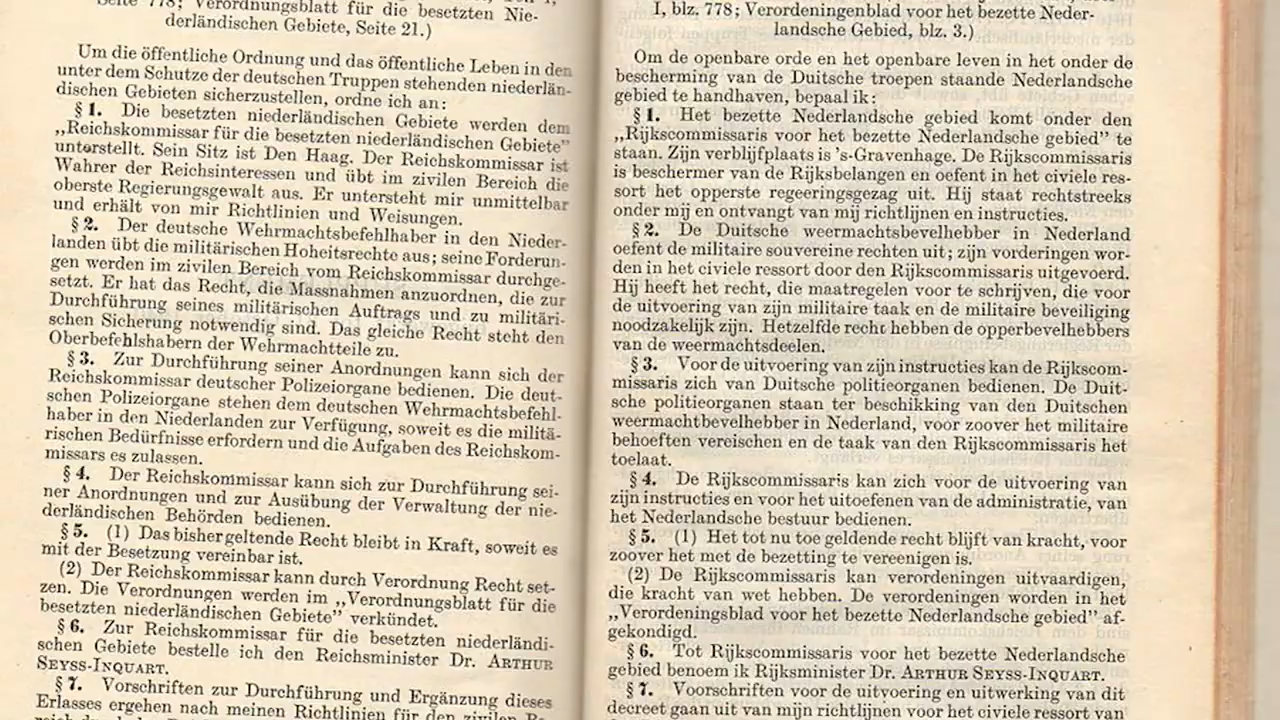 Seite 778; Verordnungsblatt für die besetzten Nie-
derländischen Gebiete, Seite 21.)
Um die öffentliche Ordnung und das öffentliche Leben in den
unter dem Schutze der deutschen Truppen stehenden niederlän-
dischen Gebieten sicherzustellen, ordne ich an:
§ 1. Die besetzten niederländischen Gebiete werden dem
„Reichskommissar für die besetzten niederländischen Gebiete”
unterstellt. Sein Sitz ist Den Haag. Der Reichskommissar ist
Wahrer der Reichsinteressen und übt im zivilen Bereich die
oberste Regierungsgewalt aus. Er untersteht mir unmittelbar
und erhält von mir Richtlinien und Weisungen.
§ 2. Der deutsche Wehrmachtsbefehlhaber in den Nieder-
landen übt die militärischen Hoheitsrechte aus; seine Forderun-
gen werden im zivilen Bereich vom Reichskommissar durchge-
setzt. Er hat das Recht, die Massnahmen anzuordnen, die zur
Durchführung seines militärischen Auftrags und zu militäri-
schen Sicherung notwendig sind. Das gleiche Recht steht den
Oberbefehlshabern der Wehrmachtteile zu.
§ 3. Zur Durchführung seiner Anordnungen kann sich der
Reichskommissar deutscher Polizeiorgane bedienen. Die deut-
schen Polizeiorgane stehen dem deutschen Wehrmachtsbefehl-
haber in den Niederlanden zur Verfügung, soweit es die militä-
rischen Bedürfnisse erfordern und die Aufgaben des Reichskom-
missars es zulassen.
§ 4. Der Reichskommissar kann sich zur Durchführung sei-
ner Anordnungen und zur Ausübung der Verwaltung der nie-
derländischen Behörden bedienen.
§ 5. (1) Das bisher geltende Recht bleibt in Kraft, soweit es
mit der Besetzung vereinbar ist.
(2) Der Reichskommissar kann durch Verordnung Recht set-
zen. Die Verordnungen werden im „Verordnungsblatt für die
besetzten niederländischen Gebiete” verkündet.
§ 6. Zur Reichskommissar für die besetzten niederländi-
schen Gebiete bestelle ich den Reichsminister Dr. ARTHUR
SEYSS-INQUART.
§ 7. Vorschriften zur Durchführung und Ergänzung dieses
Erlasses ergehen nach meinen Richtlinien für den zivilen Be-
I, blz. 778; Verordeningenblad voor het bezette Neder-
landsche Gebied, blz. 3.)
Om de openbare orde en het openbare leven in het onder de
bescherming van de Duitsche troepen staande Nederlandsche
gebied te handhaven, bepaal ik:
§ 1. Het bezette Nederlandsche gebied komt onder den
„Rijkscommissaris voor het bezette Nederlandsche gebied” te
staan. Zijn verblijfplaats is 's-Gravenhage. De Rijkscommissaris
is beschermer van de Rijksbelangen en oefent in het civiele res-
sort het opperste regeeringsgezag uit. Hij staat rechtstreeks
onder mij en ontvangt van mij richtlijnen en instructies.
§ 2. De Duitsche weermachtsbevelhebber in Nederland
oefent de militaire souvereine rechten uit; zijn vorderingen wor-
den in het civiele ressort door den Rijkscommissaris uitgevoerd.
Hij heeft het recht, die maatregelen voor te schrijven, die voor
de uitvoering van zijn militaire taak en de militaire beveiliging
noodzakelijk zijn. Hetzelfde recht hebben de opperbevelhebbers
van de weermachtsdeelen.
§ 3. Voor de uitvoering van zijn instructies kan de Rijkscom-
missaris zich van Duitsche politieorganen bedienen. De Duit-
sche politieorganen staan ter beschikking van den Duitschen
weermachtbevelhebber in Nederland, voor zoover het militaire
behoeften vereischen en de taak van den Rijkscommissaris het
toelaat.
§ 4. De Rijkscommissaris kan zich voor de uitvoering van
zijn instructies en voor het uitoefenen van de administratie, van
het Nederlandsche bestuur bedienen.
§ 5. (1) Het tot nu toe geldende recht blijft van kracht, voor
zoover het met de bezetting te vereenigen is.
(2) De Rijkscommissaris kan verordeningen uitvaardigen,
die kracht van wet hebben. De verordeningen worden in het
„Verordeningsblad voor het bezette Nederlandsche gebied” af-
gekondigd.
§ 6. Tot Rijkscommissaris voor het bezette Nederlandsche
gebied benoem ik Rijksminister Dr. ARTHUR SEYSS-INQUART.
§ 7. Voorschriften voor de uitvoering en uitwerking van dit
decreet gaan uit van mijn richtlijnen voor het civiele ressort van